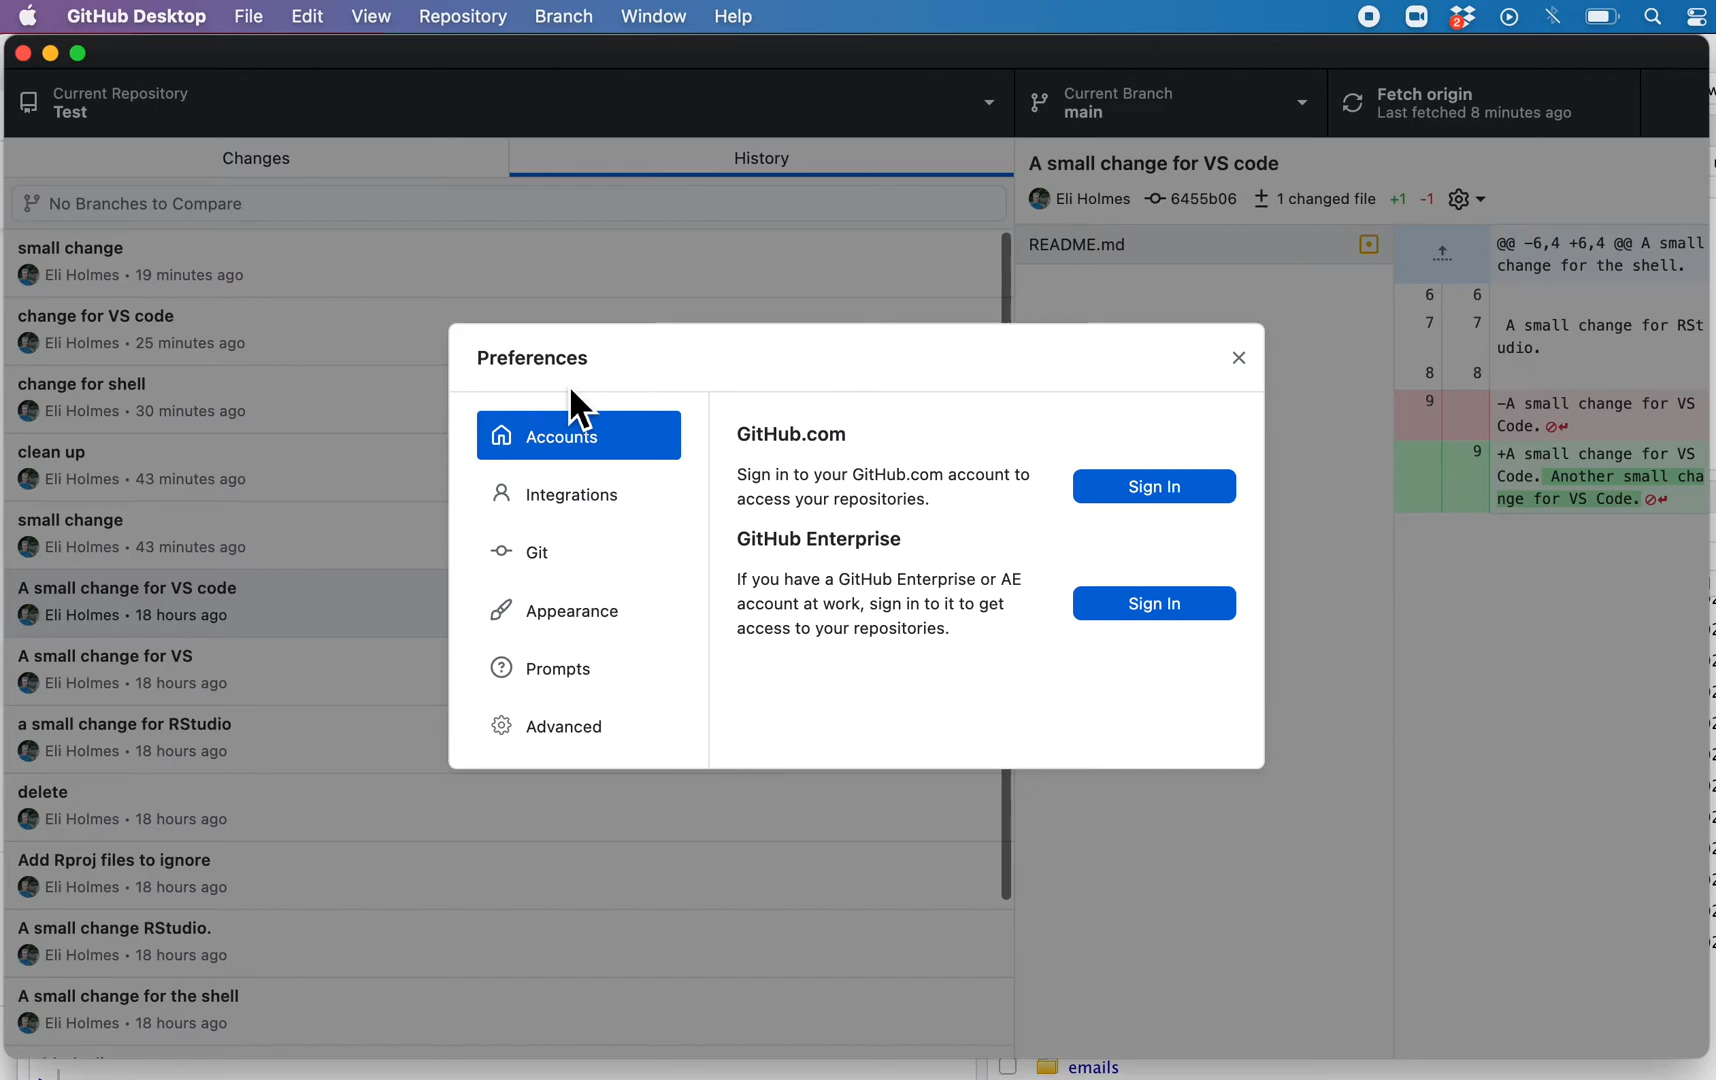 GitHub Desktop File Edit View Repository Branch Window Help
2
Current Repository
Test
Current Branch
main
Fetch origin
Last fetched 8 minutes ago
Changes
History
No Branches to Compare
small change
Eli Holmes • 19 minutes ago
change for VS code
Eli Holmes • 25 minutes ago
change for shell
Eli Holmes • 30 minutes ago
clean up
Eli Holmes • 43 minutes ago
small change
Eli Holmes • 43 minutes ago
A small change for VS code
Eli Holmes • 18 hours ago
A small change for VS
Eli Holmes • 18 hours ago
a small change for RStudio
Eli Holmes • 18 hours ago
delete
Eli Holmes • 18 hours ago
Add Rproj files to ignore
Eli Holmes • 18 hours ago
A small change RStudio.
Eli Holmes • 18 hours ago
A small change for the shell
Eli Holmes • 18 hours ago
A small change for VS code
Eli Holmes 6455b06 1 changed file +1 -1
README.md
@@ -6,4 +6,4 @@ A small
change for the shell.
6 6
7 7 A small change for RSt
udio.
8 8
9 -A small change for VS
Code.
9 +A small change for VS
Code. Another small cha
nge for VS Code.
Preferences
Accounts
Integrations
Git
Appearance
Prompts
Advanced
GitHub.com
Sign in to your GitHub.com account to
access your repositories.
Sign In
GitHub Enterprise
If you have a GitHub Enterprise or AE
account at work, sign in to it to get
access to your repositories.
Sign In
emails